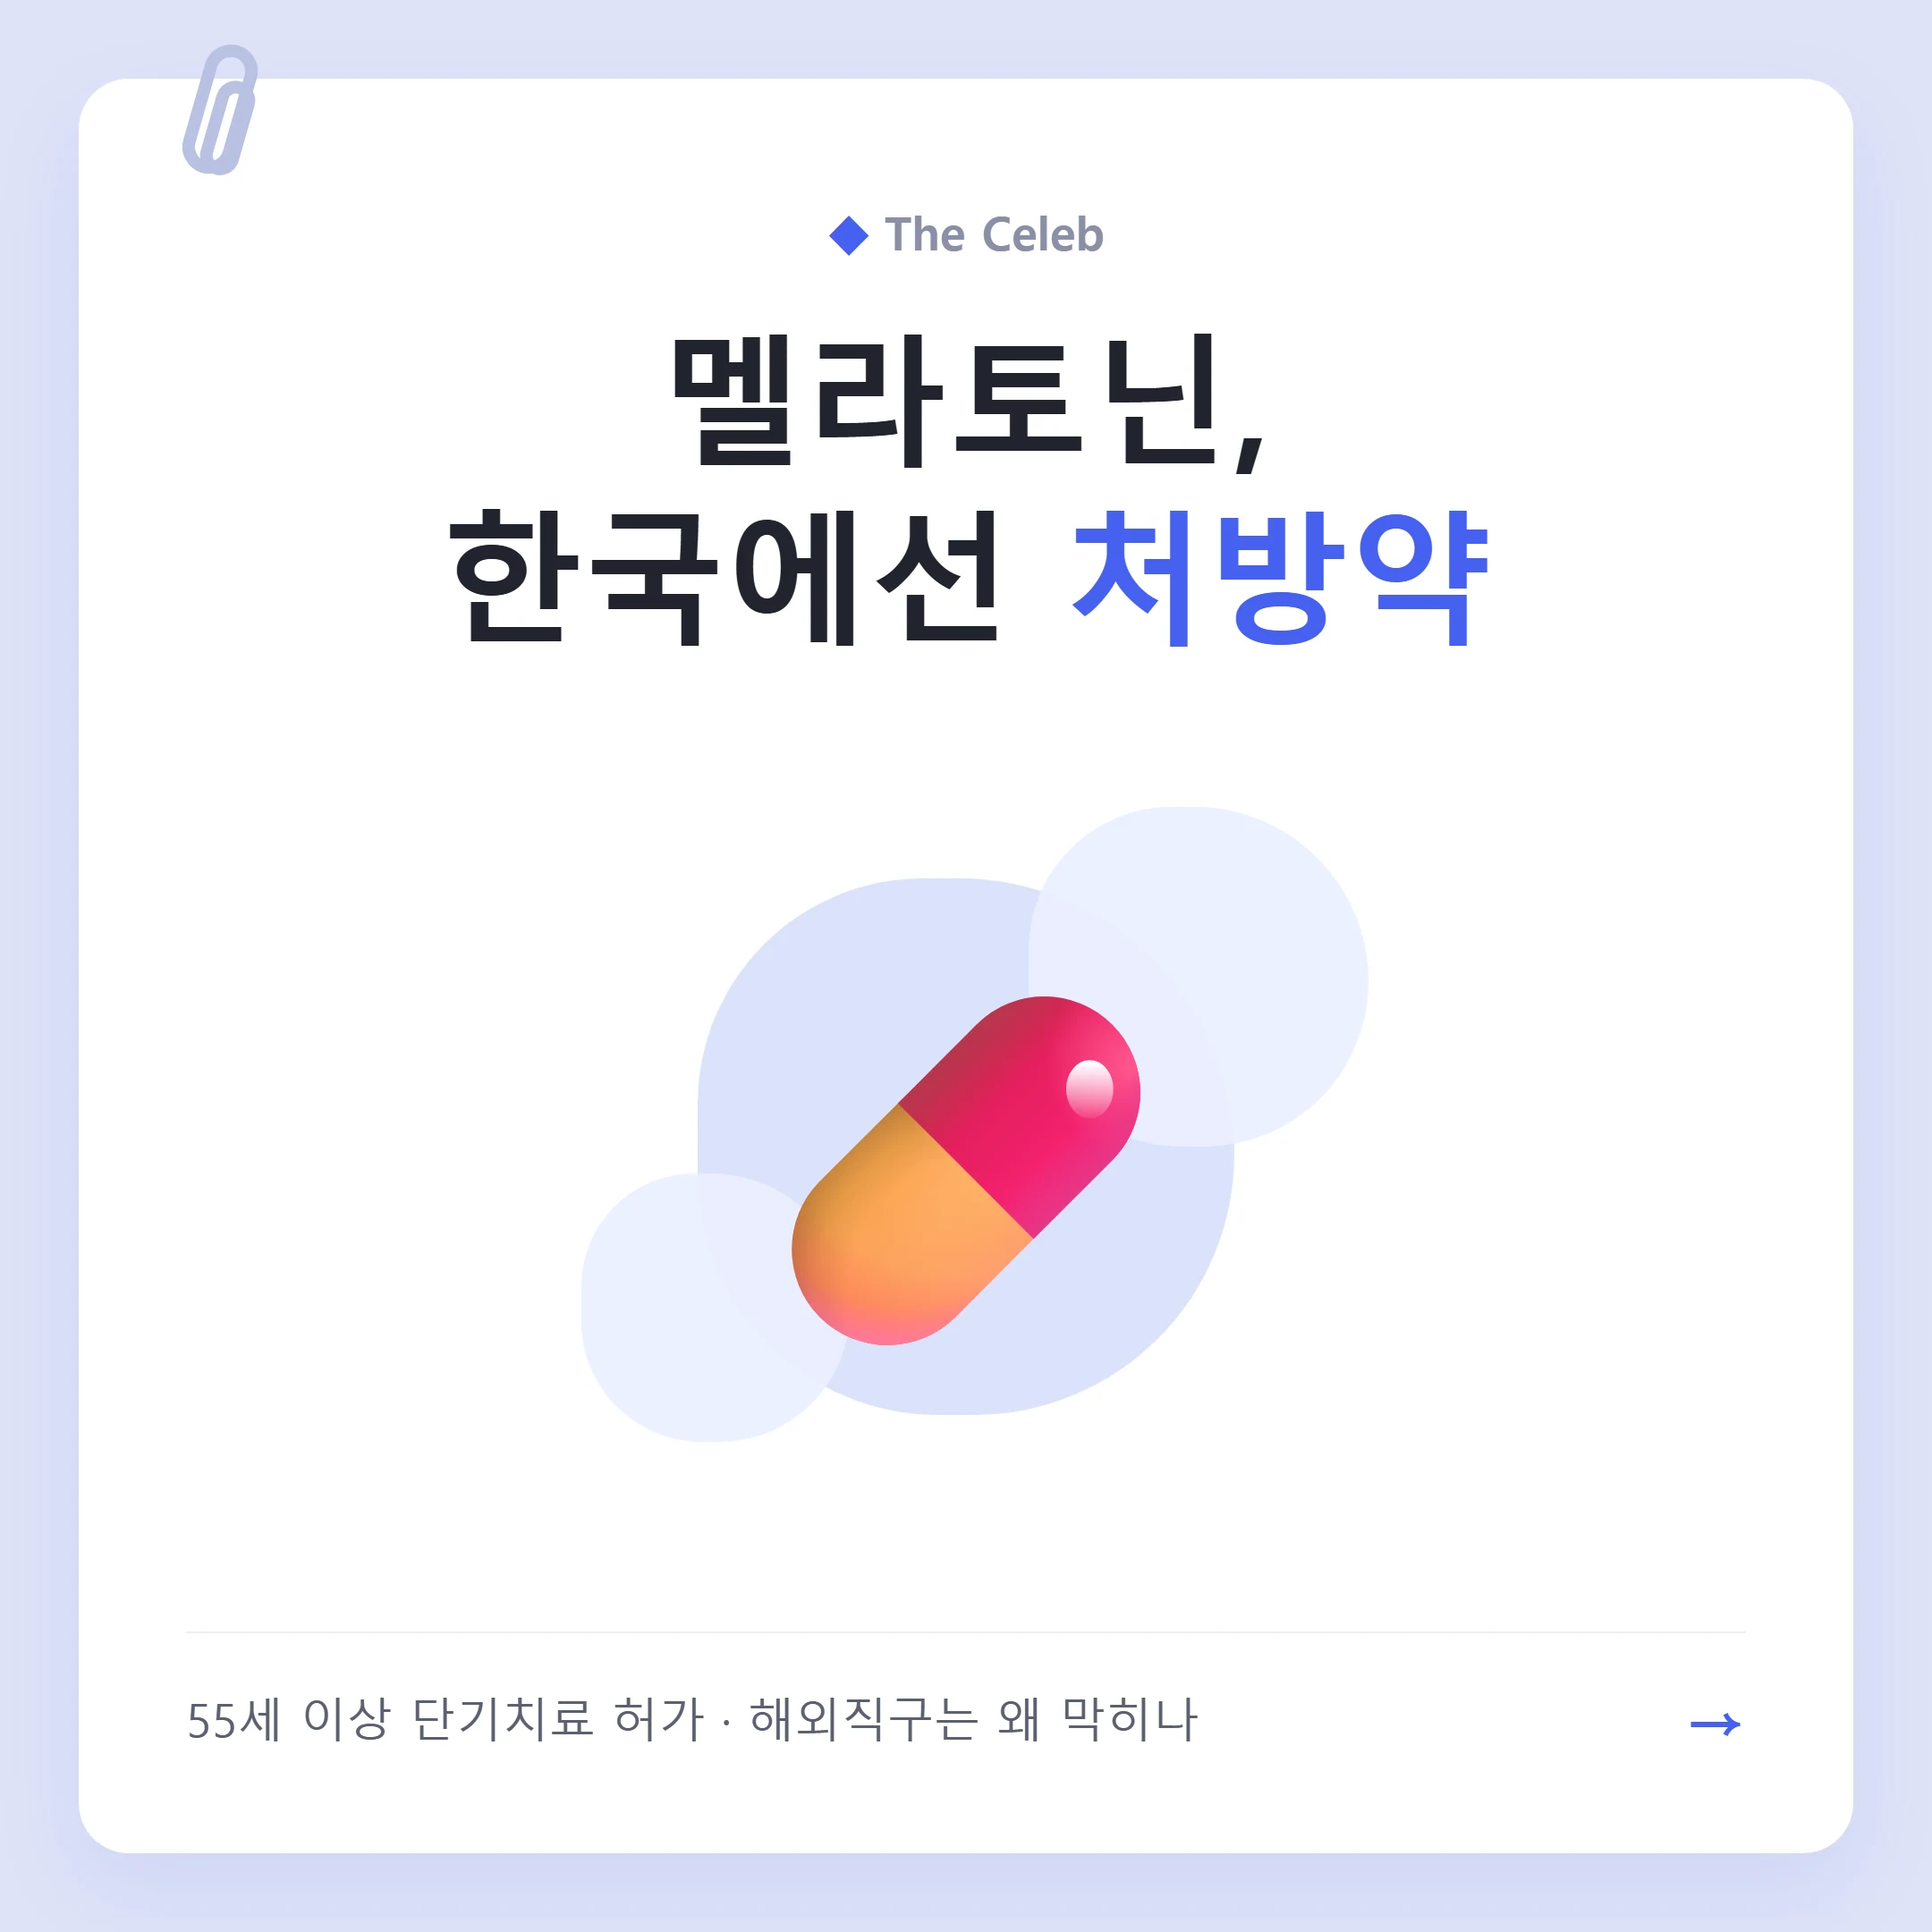 The Celeb
멜라토닌,
한국에선 처방약
55세 이상 단기치료 허가 · 해외직구는 왜 막히나
→